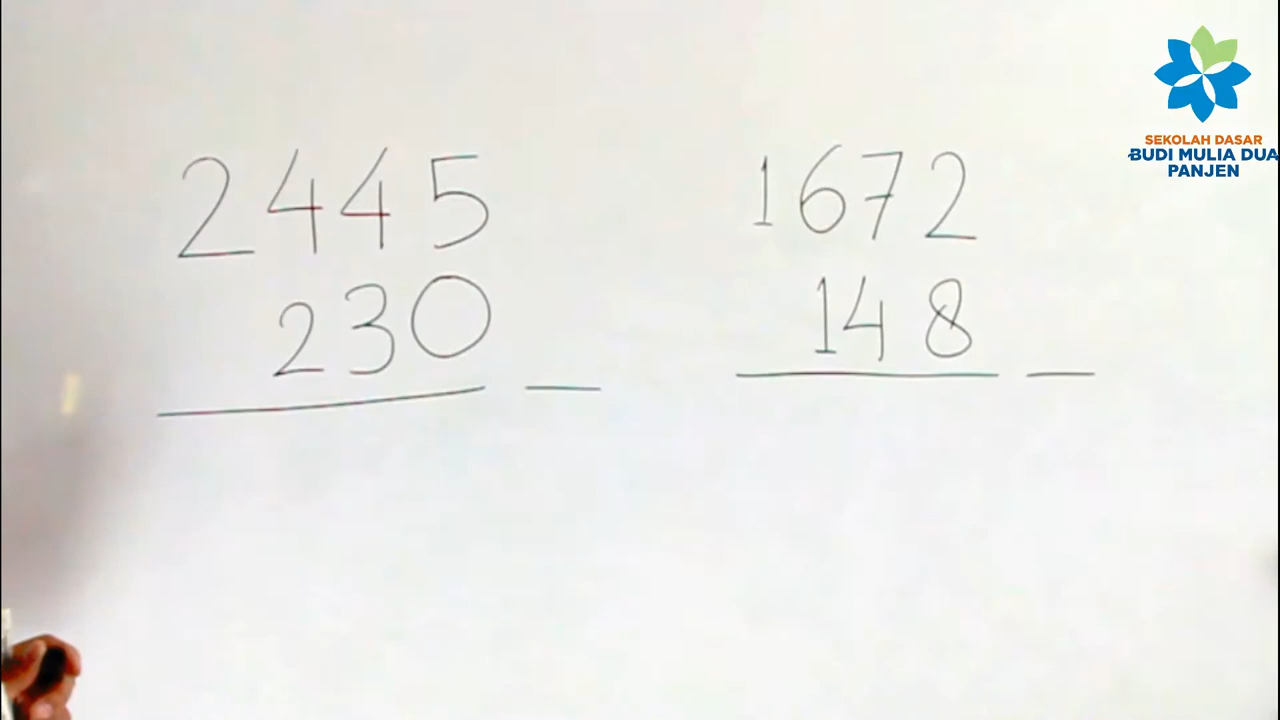 2445
230
—
1672
148
—
SEKOLAH DASAR
BUDI MULIA DUA
PANJEN